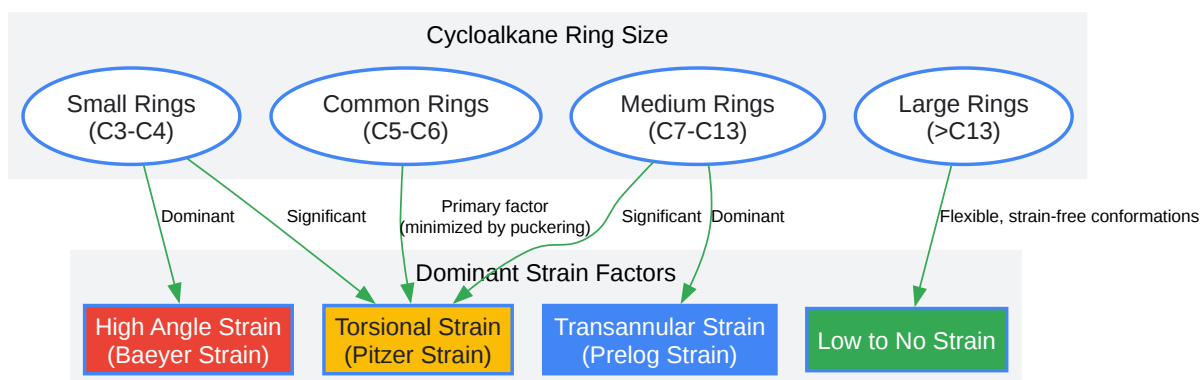 Cycloalkane Ring Size
Small Rings
(C3-C4)
Common Rings
(C5-C6)
Medium Rings
(C7-C13)
Large Rings
(>C13)
Dominant
Significant
Primary factor
(minimized by puckering)
Significant
Dominant
Flexible, strain-free conformations
Dominant Strain Factors
High Angle Strain
(Baeyer Strain)
Torsional Strain
(Pitzer Strain)
Transannular Strain
(Prelog Strain)
Low to No Strain